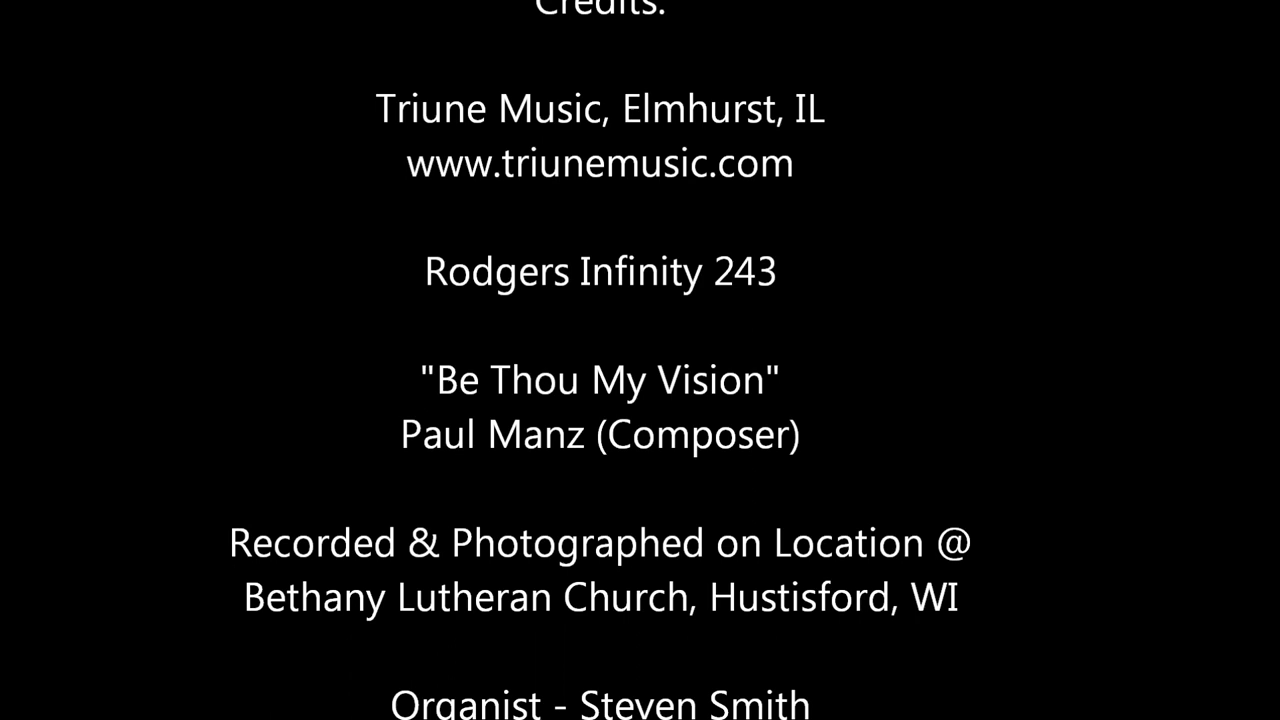 Credits:
Triune Music, Elmhurst, IL
www.triunemusic.com
Rodgers Infinity 243
"Be Thou My Vision"
Paul Manz (Composer)
Recorded & Photographed on Location @
Bethany Lutheran Church, Hustisford, WI
Organist - Steven Smith